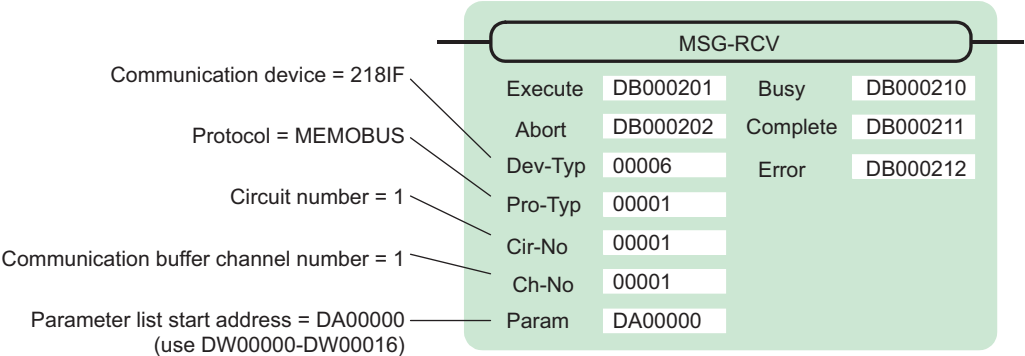 MSG-RCV
Communication device = 218IF
Protocol = MEMOBUS
Circuit number = 1
Communication buffer channel number = 1
Parameter list start address = DA00000
(use DW00000-DW00016)
Execute DB000201 Busy DB000210
Abort DB000202 Complete DB000211
Dev-Typ 00006 Error DB000212
Pro-Typ 00001
Cir-No 00001
Ch-No 00001
Param DA00000